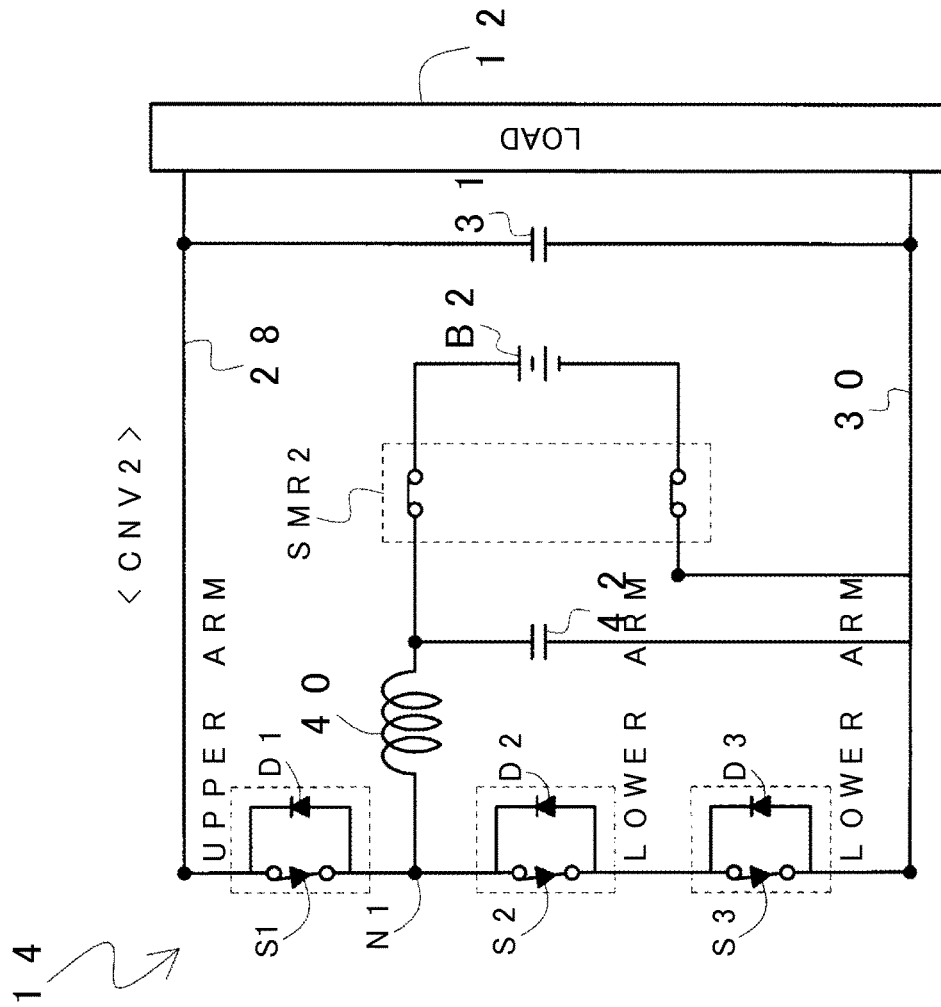 14
<CNV2>
UPPER ARM
S1
D1
N1
40
S2
D2
LOWER ARM
S3
D3
LOWER ARM
42
SMR2
B2
28
30
31
LOAD
12